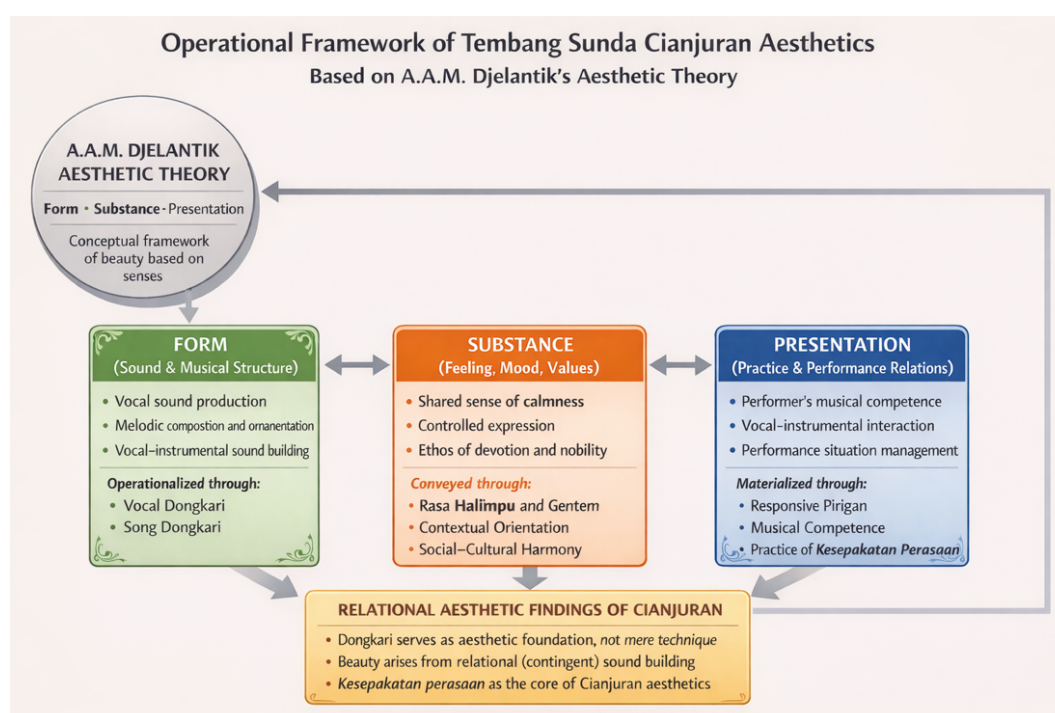 Operational Framework of Tembang Sunda Cianjuran Aesthetics
Based on A.A.M. Djelantik's Aesthetic Theory
A.A.M. DJELANTIK
AESTHETIC THEORY
Form • Substance - Presentation
Conceptual framework
of beauty based on
senses
FORM
(Sound & Musical Structure)
• Vocal sound production
• Melodic compostion and ornanentation
• Vocal–instrumental sound building
Operationalized through:
• Vocal Dongkari
• Song Dongkari
SUBSTANCE
(Feeling, Mood, Values)
• Shared sense of calmness
• Controlled expression
• Ethos of devotion and nobility
Conveyed through:
• Rasa Halimpu and Gentem
• Contextual Orientation
• Social–Cultural Harmony
PRESENTATION
(Practice & Performance Relations)
• Performer's musical competence
• Vocal–instrumental interaction
• Performance situation management
Materialized through:
• Responsive Pirigan
• Musical Competence
• Practice of Kesepakatan Perasaan
RELATIONAL AESTHETIC FINDINGS OF CIANJURAN
• Dongkari serves as aesthetic foundation, not mere technique
• Beauty arises from relational (contingent) sound building
• Kesepakatan perasaan as the core of Cianjuran aesthetics